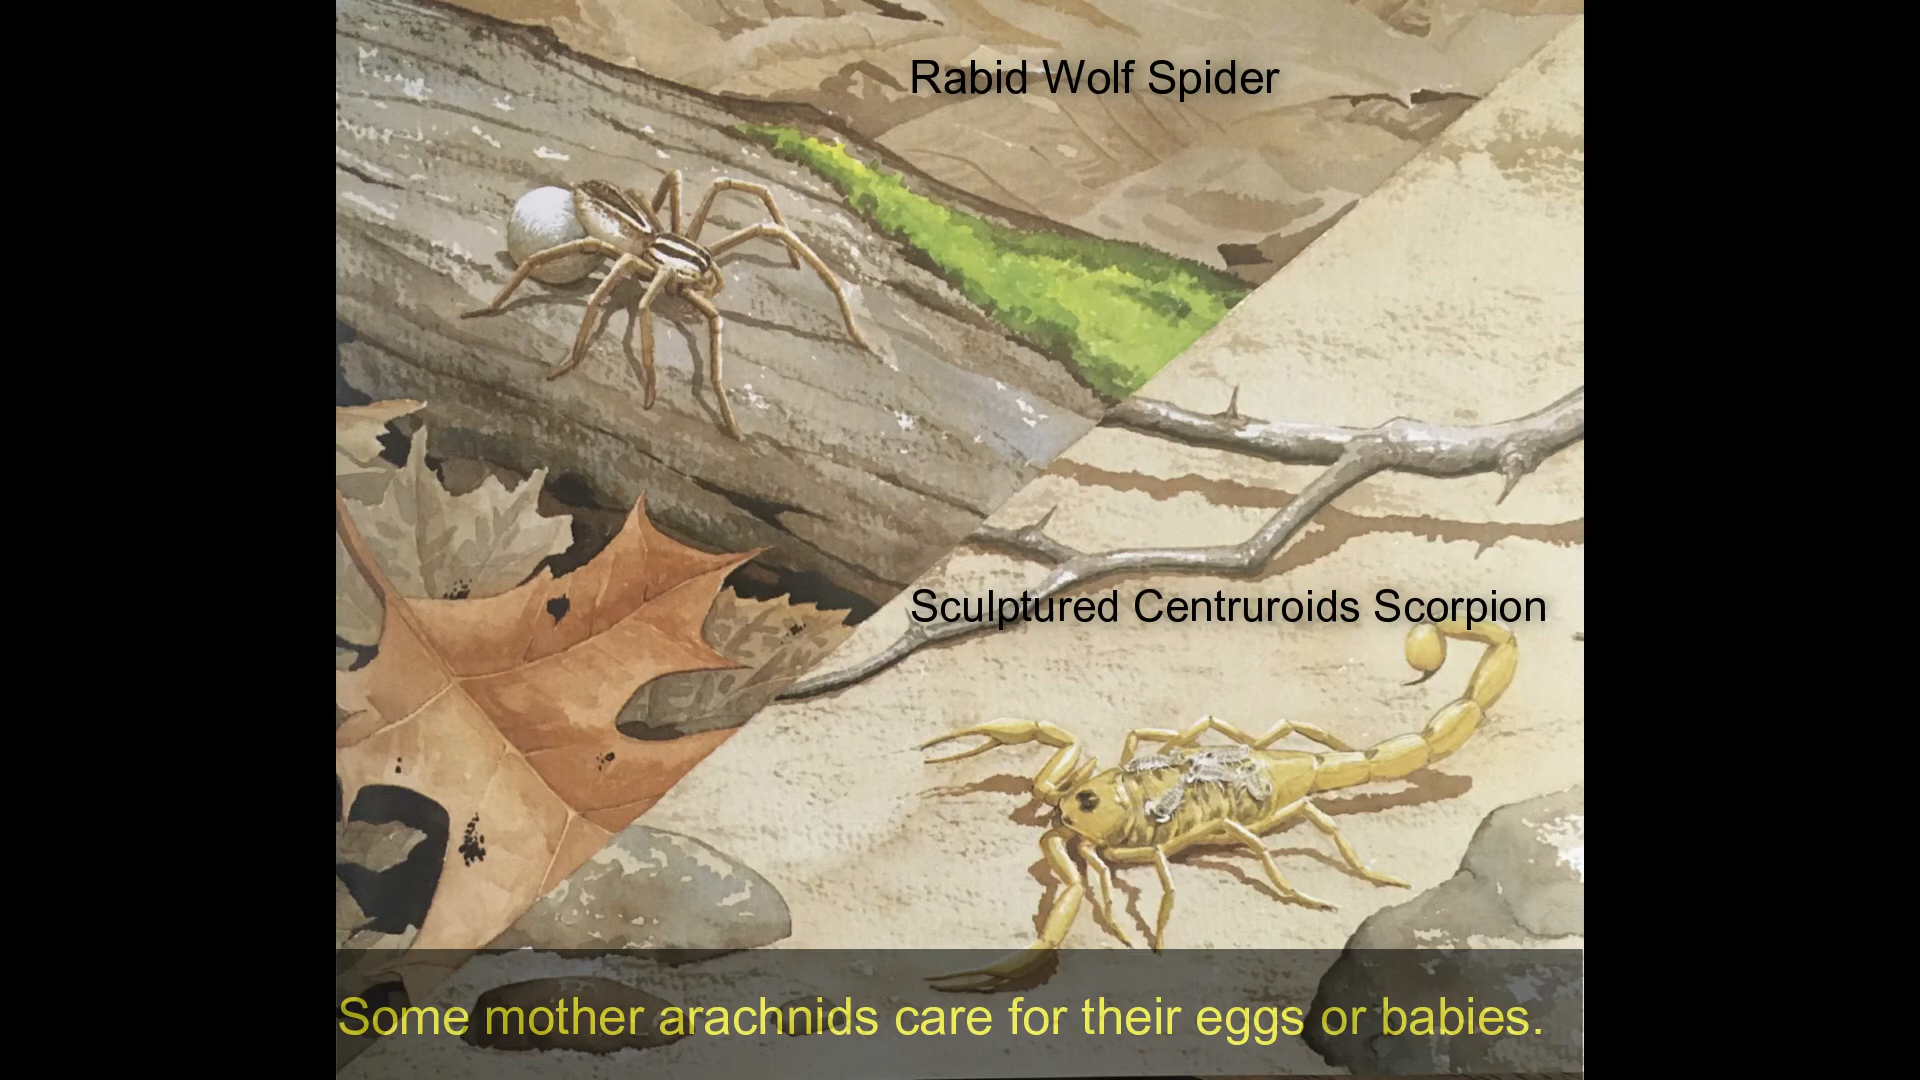 Rabid Wolf Spider
Sculptured Centruroids Scorpion
Some mother arachnids care for their eggs or babies.